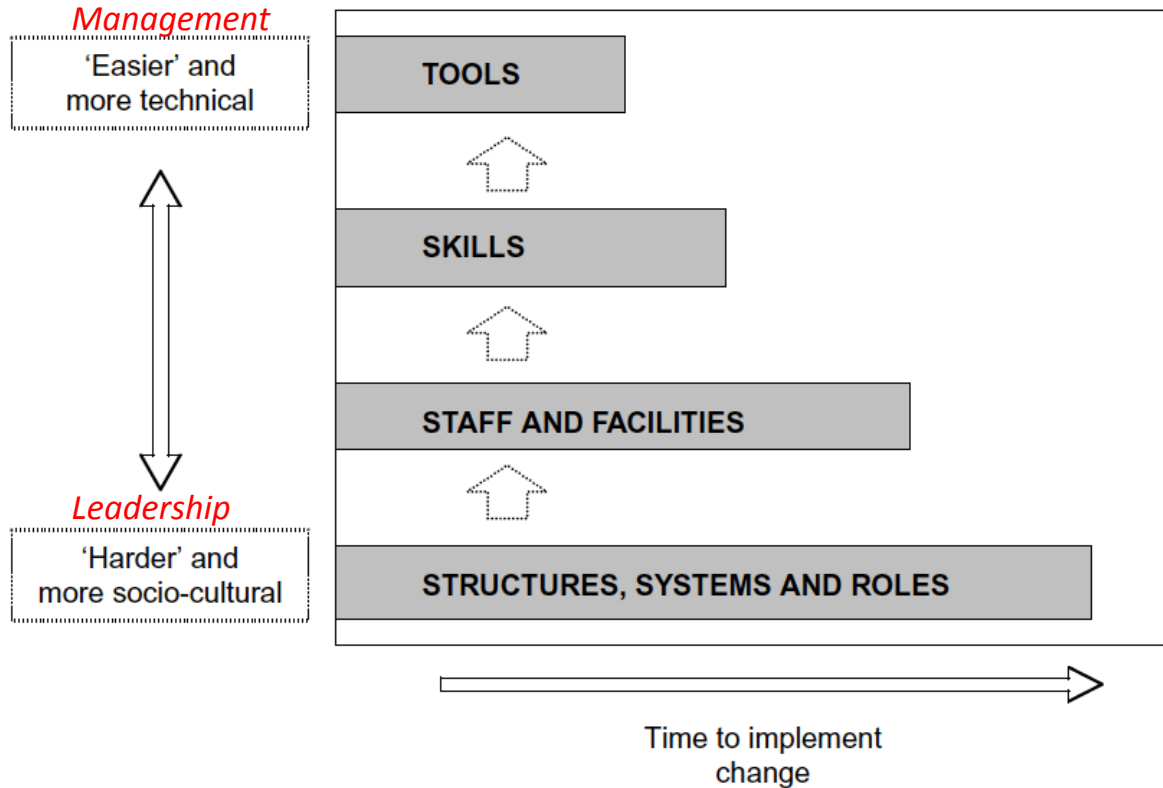 Management
‘Easier’ and
more technical
TOOLS
SKILLS
STAFF AND FACILITIES
Leadership
‘Harder’ and
more socio-cultural
STRUCTURES, SYSTEMS AND ROLES
Time to implement
change